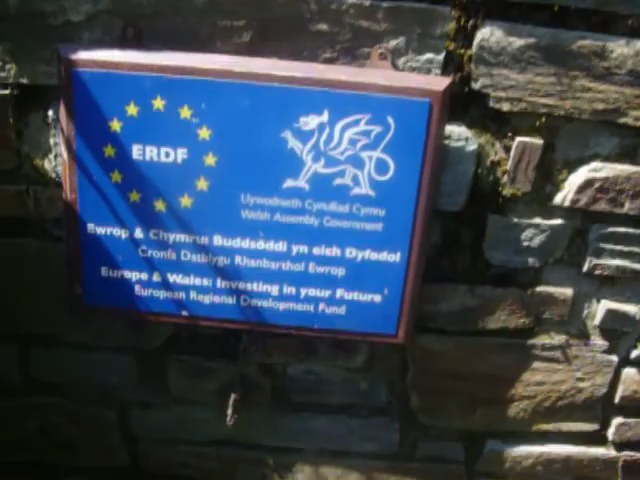 ERDF
Llywodraeth Cynulliad Cymru
Welsh Assembly Government
Ewrop & Chymru: Buddsoddi yn eich Dyfodol
Cronfa Datblygu Rhanbarthol Ewrop
Europe & Wales: Investing in your Future
European Regional Development Fund